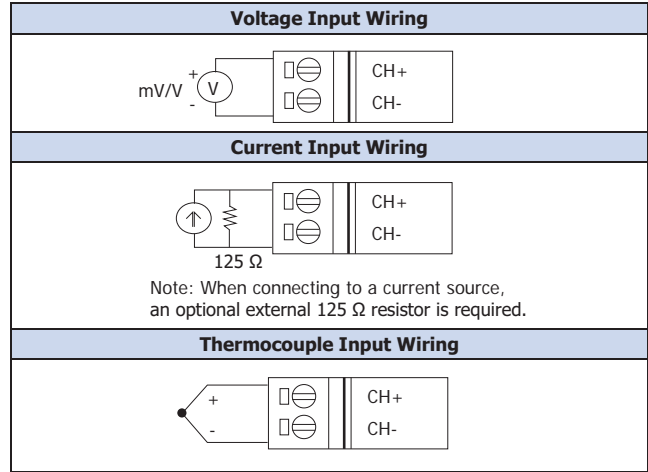 Voltage Input Wiring
+
mV/V
V
-
CH+
CH-
Current Input Wiring
CH+
CH-
125 Ω
Note: When connecting to a current source,
an optional external 125 Ω resistor is required.
Thermocouple Input Wiring
+
-
CH+
CH-